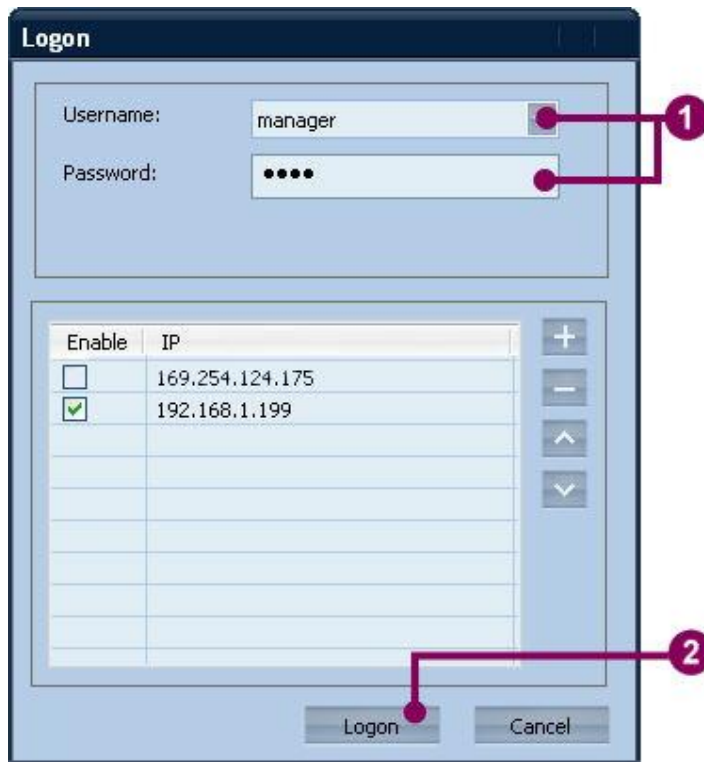 Logon
Username: manager
1
Password: ••••
Enable IP
169.254.124.175
192.168.1.199
2
Logon Cancel